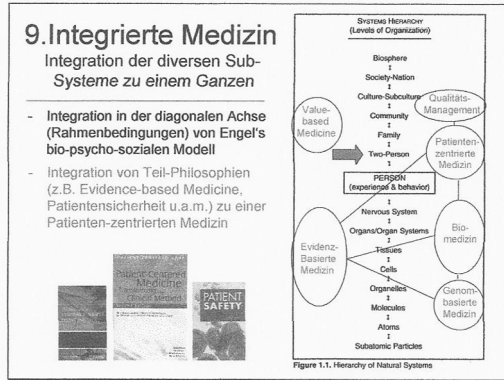 9.Integrierte Medizin
Integration der diversen Sub-
Systeme zu einem Ganzen
- Integration in der diagonalen Achse
(Rahmenbedingungen) von Engel's
bio-psycho-sozialen Modell
- Integration von Teil-Philosophien
(z.B. Evidence-based Medicine,
Patientensicherheit u.a.m.) zu einer
Patienten-zentrierten Medizin
Patient-Centered
Medicine
Clinical Method
PATIENT
SAFETY
SYSTEMS HIERARCHY
(Levels of Organization)
Biosphere
Society-Nation
Culture-Subculture
Community
Family
Two-Person
PERSON
(experience & behavior)
Nervous System
Organs/Organ Systems
Tissues
Cells
Organelles
Molecules
Atoms
Subatomic Particles
Value-
based
Medicine
Qualitäts-
Management
Patienten-
zentrierte
Medizin
Evidenz-
Basierte
Medizin
Bio-
medizin
Genom-
basierte
Medizin
Figure 1.1. Hierarchy of Natural Systems